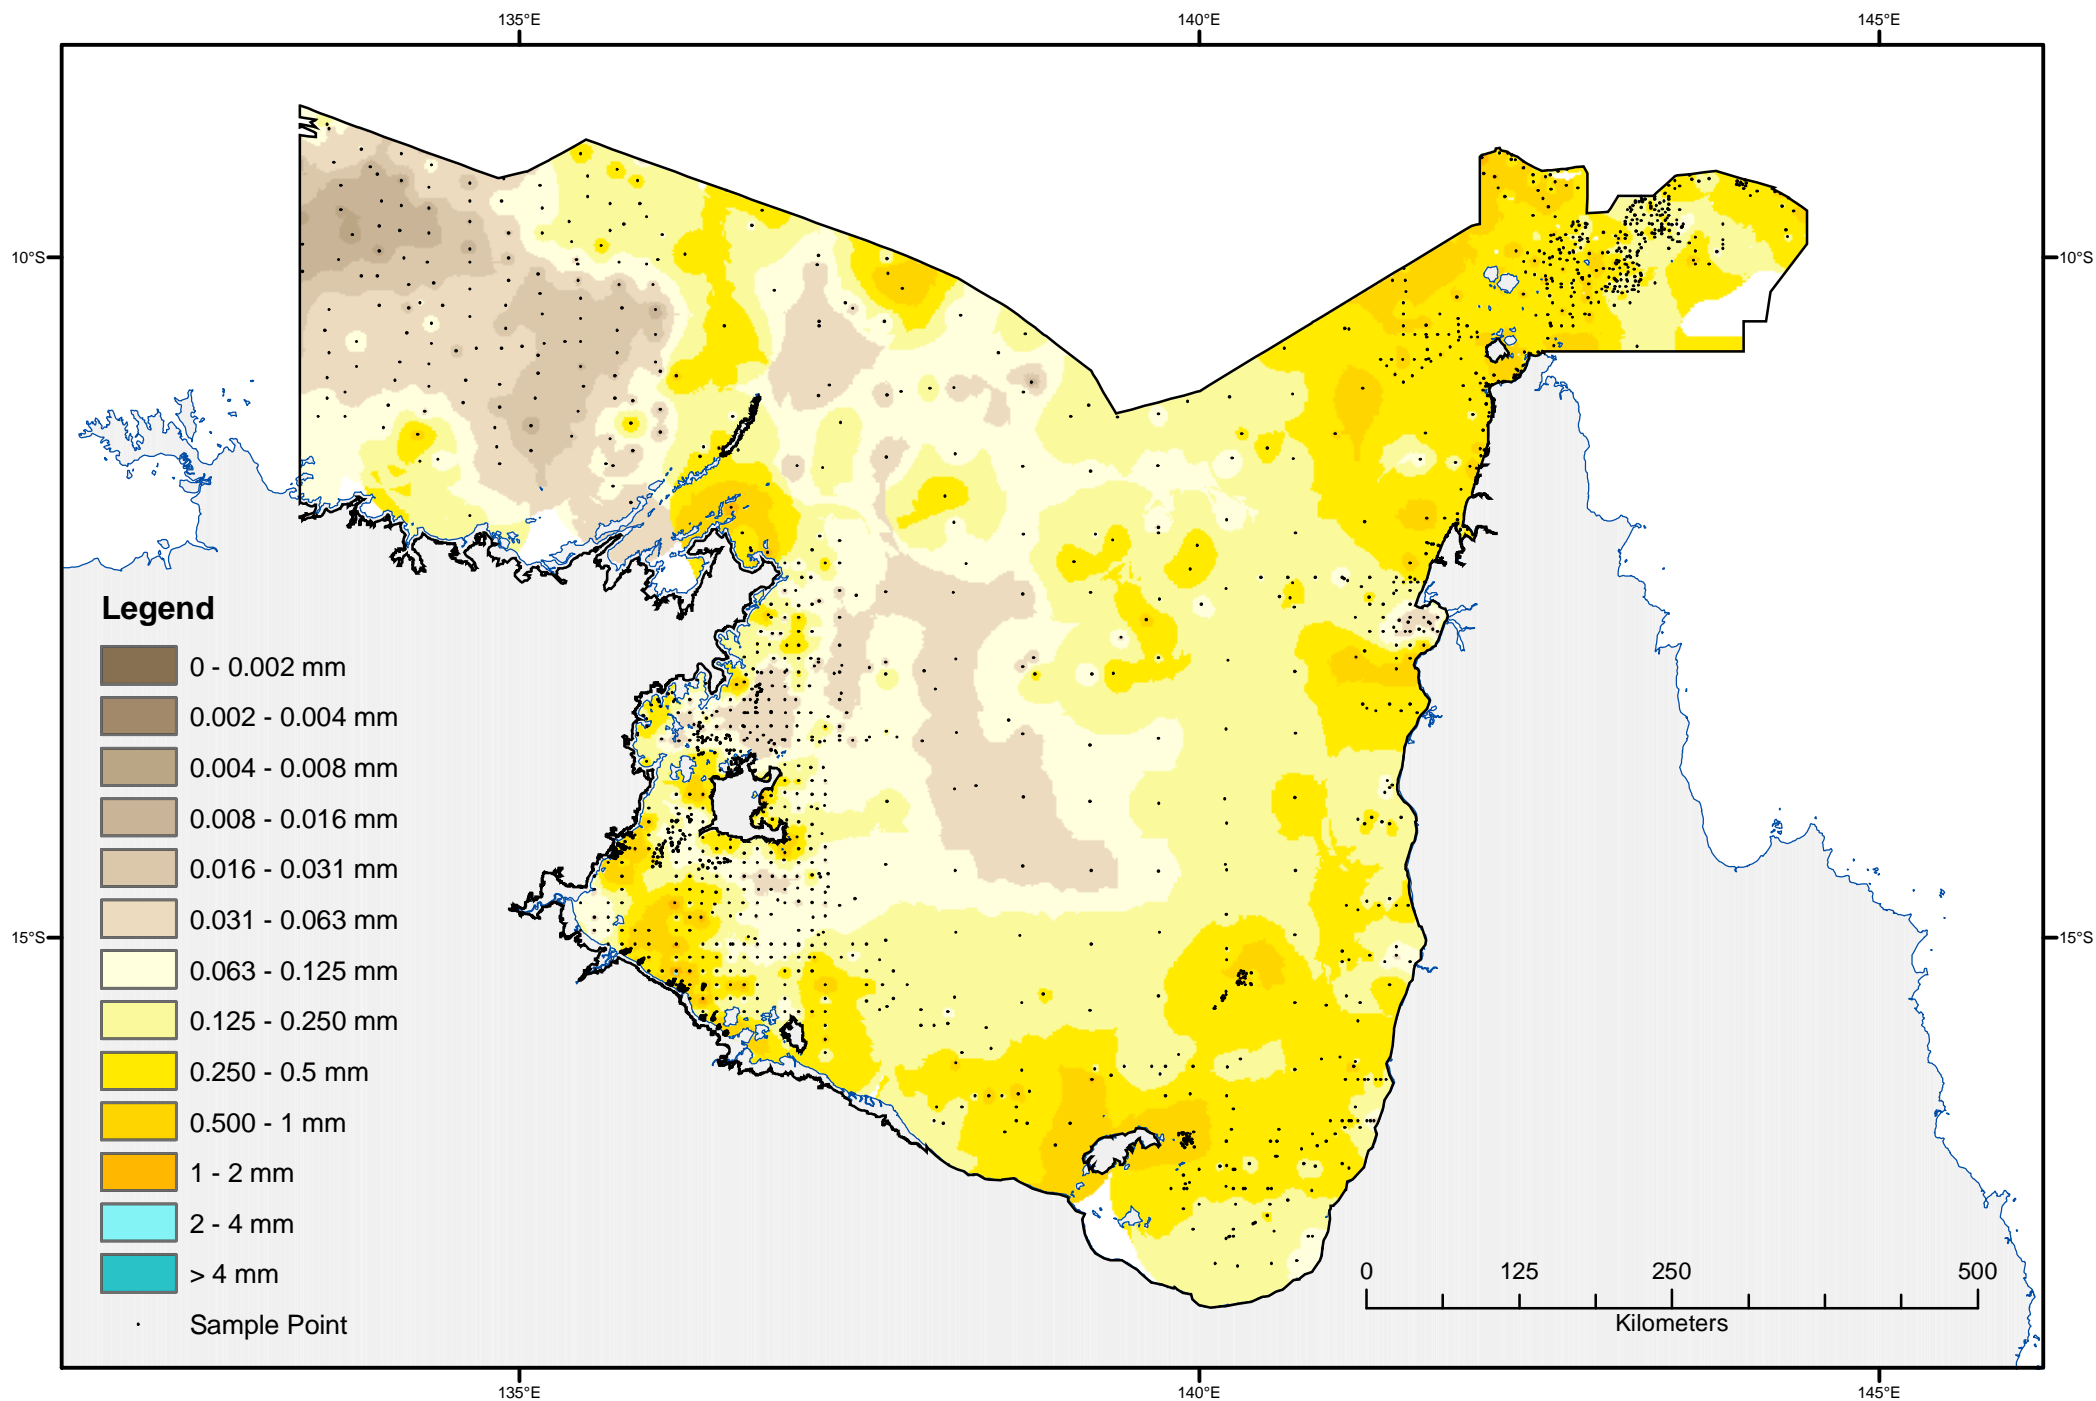 135°E 140°E 145°E
10°S 10°S
Legend
0 - 0.002 mm
0.002 - 0.004 mm
0.004 - 0.008 mm
0.008 - 0.016 mm
0.016 - 0.031 mm
0.031 - 0.063 mm
15°S 15°S
0.063 - 0.125 mm
0.125 - 0.250 mm
0.250 - 0.5 mm
0.500 - 1 mm
1 - 2 mm
2 - 4 mm
> 4 mm
Sample Point
0 125 250 500
Kilometers
135°E 140°E 145°E